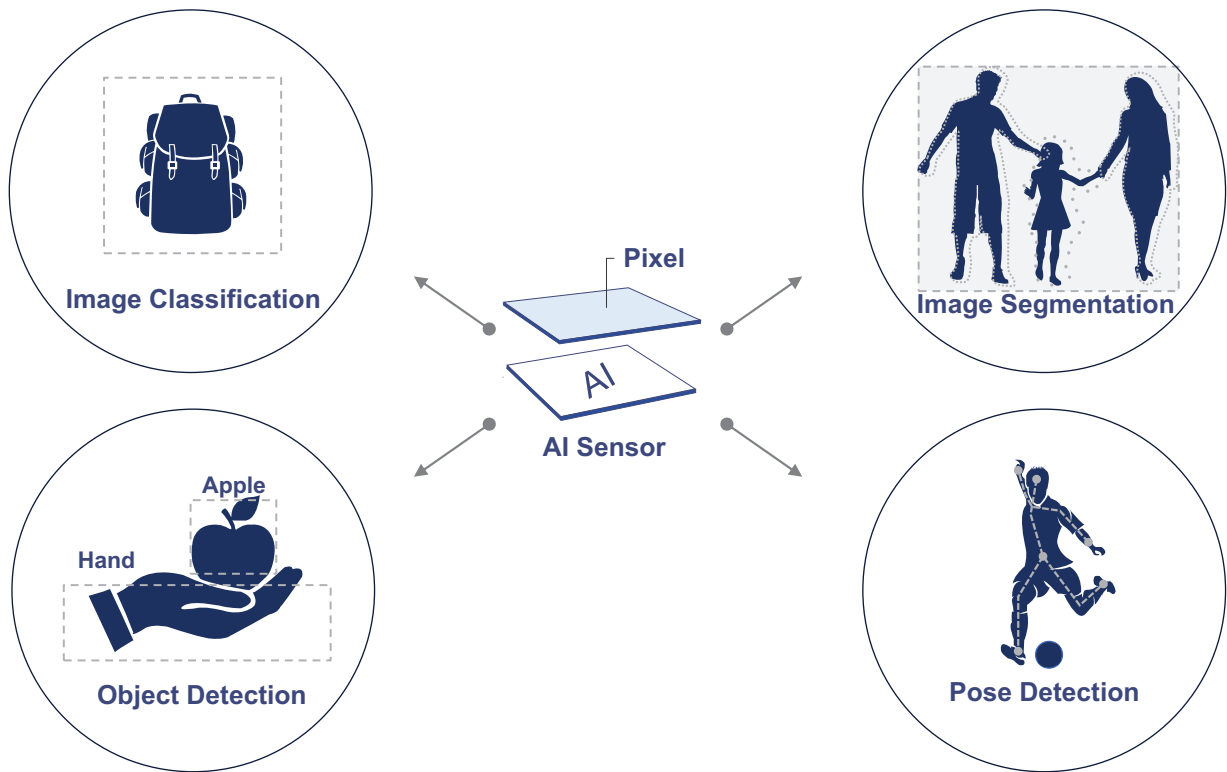 Pixel
Image Classification
Image Segmentation
AI
AI Sensor
Apple
Hand
Object Detection
Pose Detection